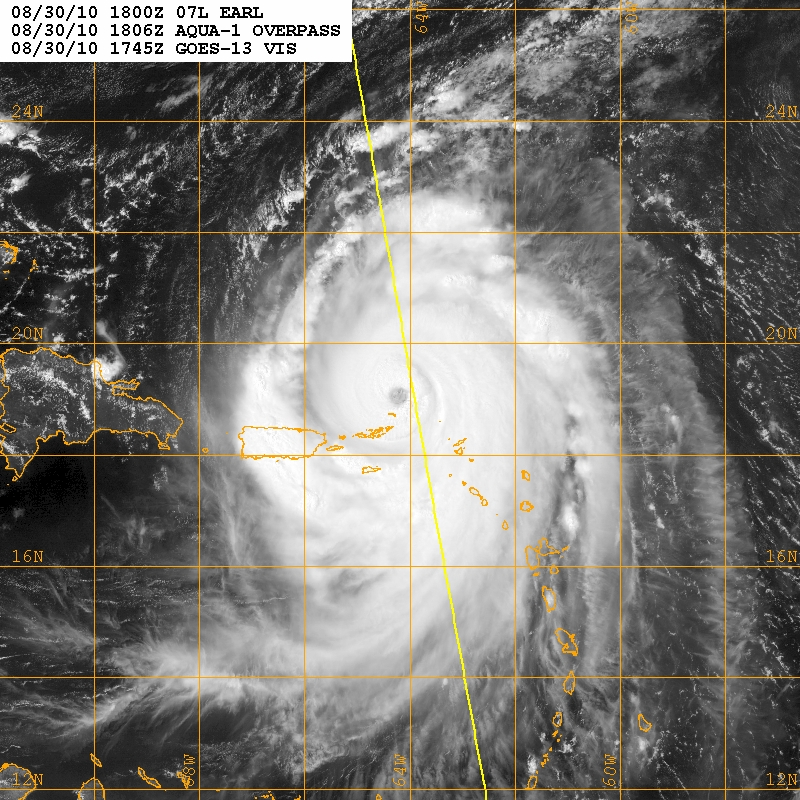 08/30/10 1800Z 07L EARL
08/30/10 1806Z AQUA-1 OVERPASS
08/30/10 1745Z GOES-13 VIS
64W
60W
24N
24N
20N
20N
16N
16N
68W
64W
60W
12N
12N